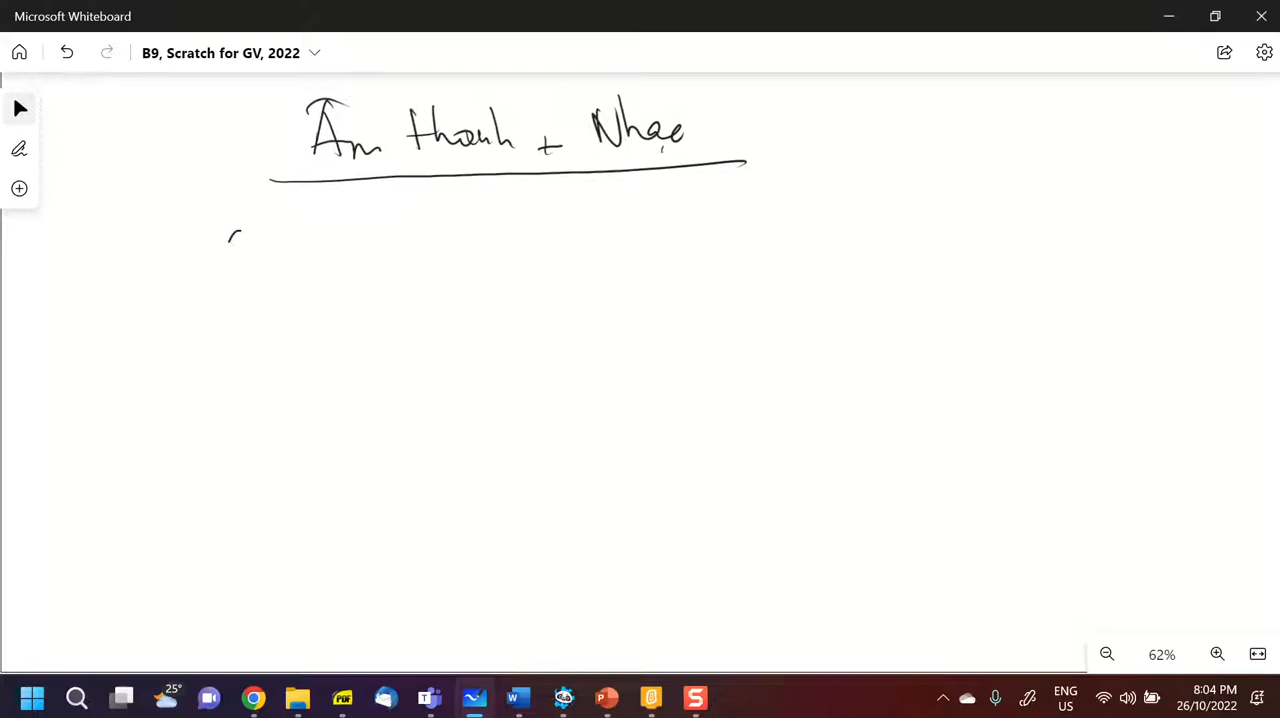 Microsoft Whiteboard
B9, Scratch for GV, 2022
Âm thanh + Nhạc
62%
25°
PDF
ENG
US
8:04 PM
26/10/2022